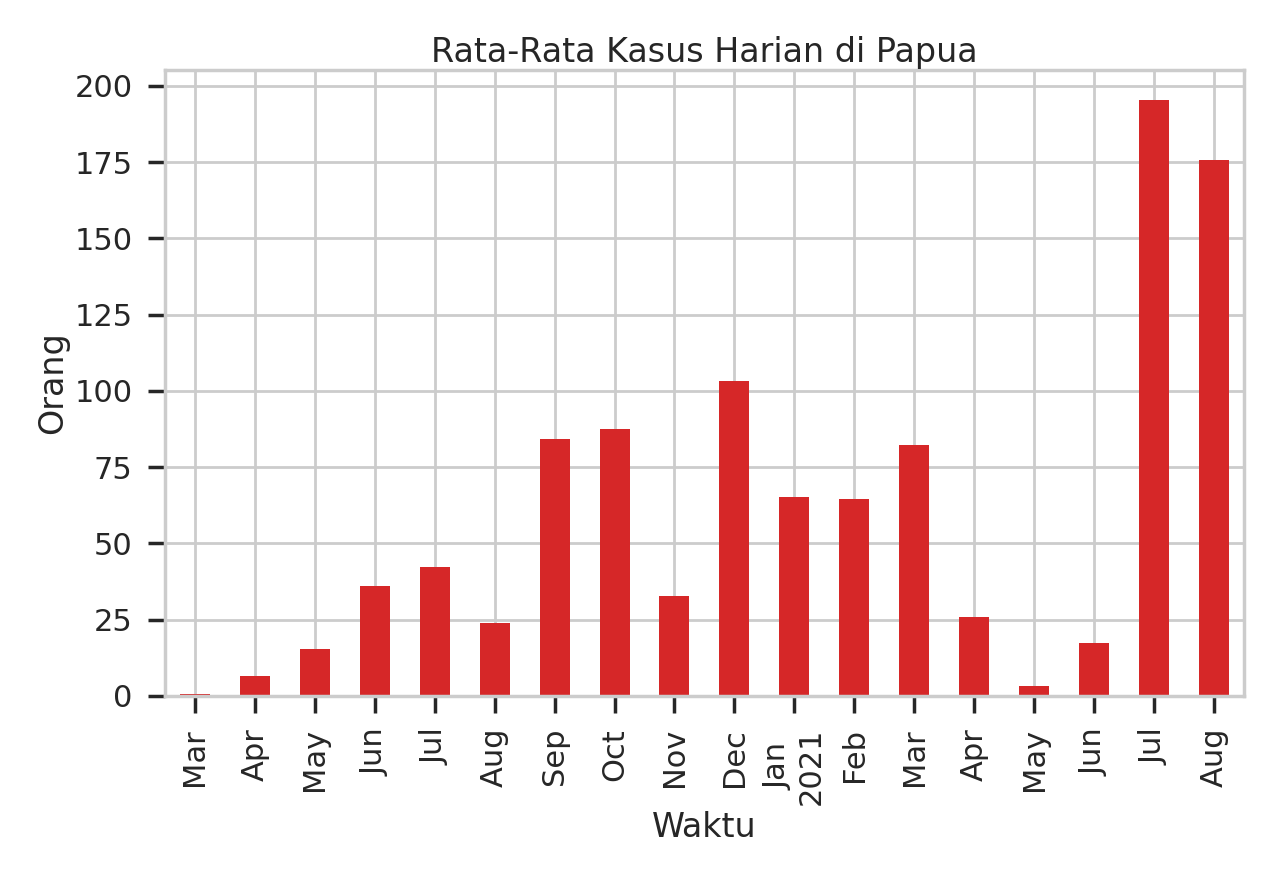 Rata-Rata Kasus Harian di Papua
200
175
150
125
100
75
50
25
0
Orang
Mar
Apr
May
Jun
Jul
Aug
Sep
Oct
Nov
Dec
Jan
2021
Feb
Mar
Apr
May
Jun
Jul
Aug
Waktu